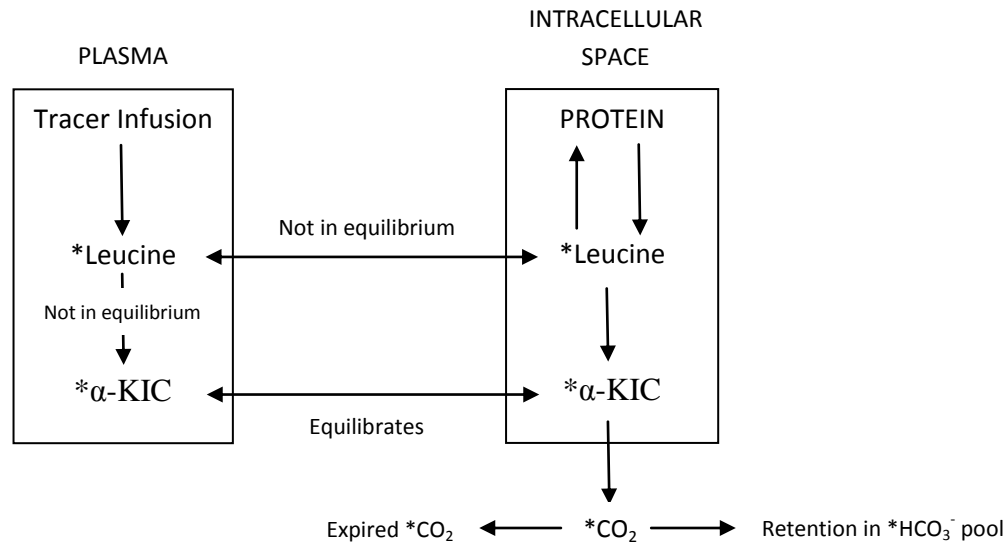 INTRACELLULAR
SPACE
PLASMA
Tracer Infusion
PROTEIN
Not in equilibrium
*Leucine
*Leucine
Not in equilibrium
*α-KIC
*α-KIC
Equilibrates
Expired *CO₂
*CO₂
Retention in *HCO₃⁻ pool